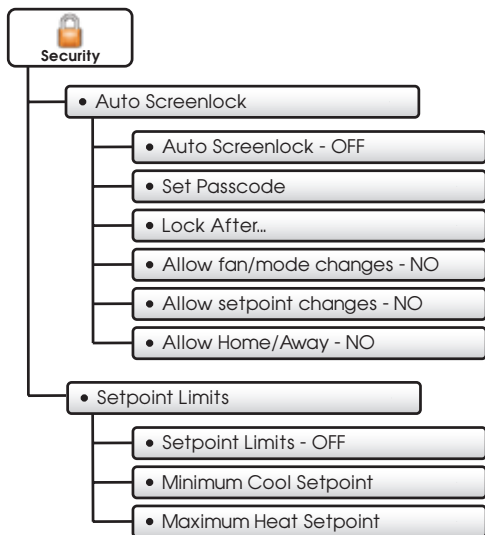 Security
• Auto Screenlock
• Auto Screenlock - OFF
• Set Passcode
• Lock After...
• Allow fan/mode changes - NO
• Allow setpoint changes - NO
• Allow Home/Away - NO
• Setpoint Limits
• Setpoint Limits - OFF
• Minimum Cool Setpoint
• Maximum Heat Setpoint